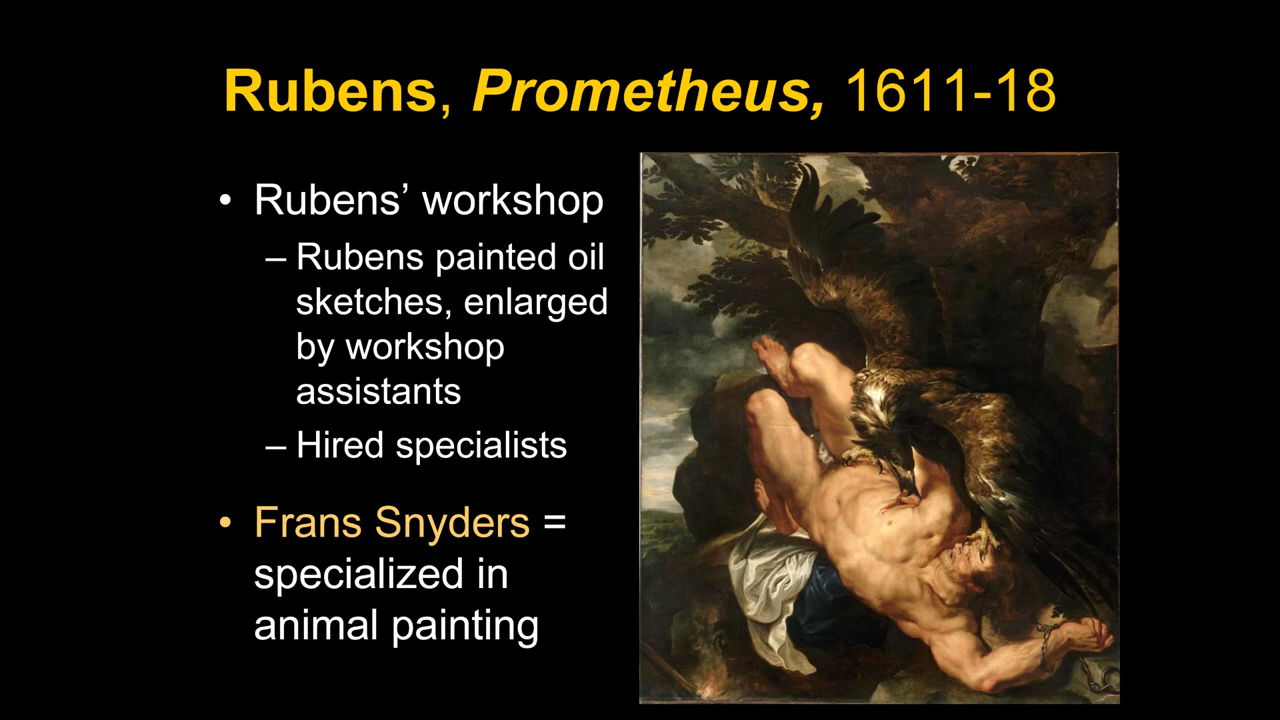 Rubens, Prometheus, 1611-18
• Rubens’ workshop
– Rubens painted oil
sketches, enlarged
by workshop
assistants
– Hired specialists
• Frans Snyders =
specialized in
animal painting